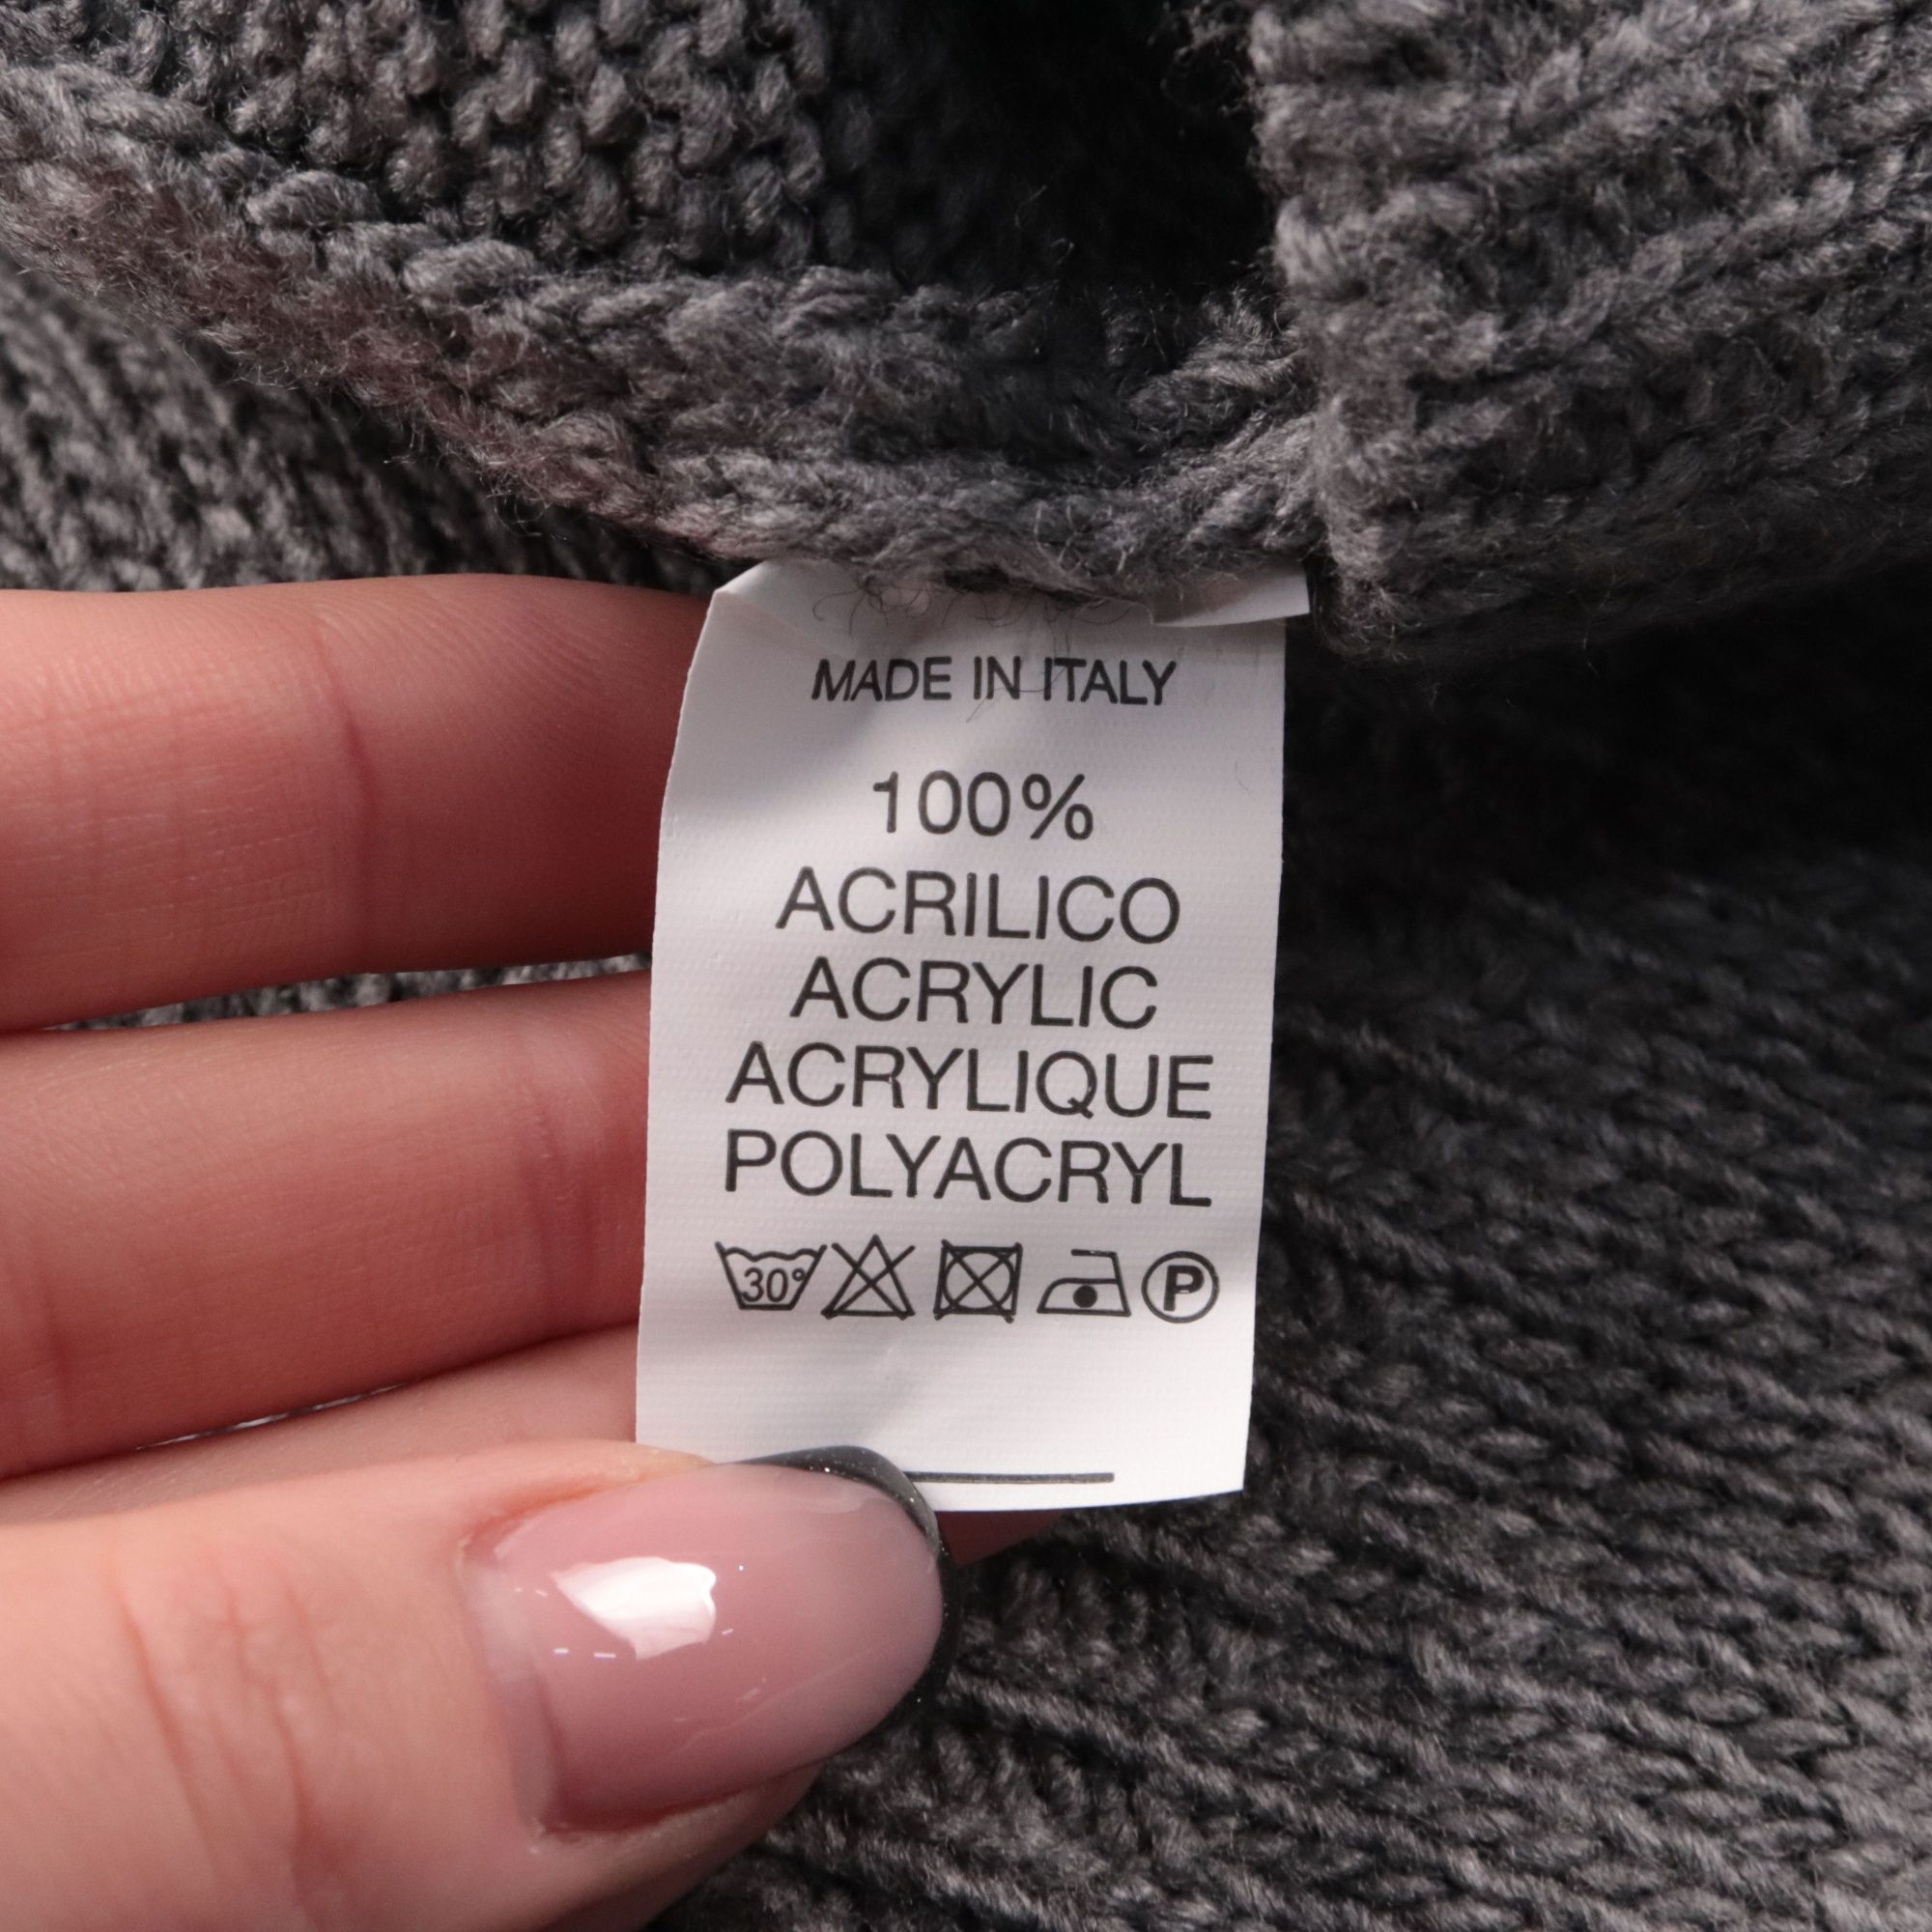 MADE IN ITALY
100%
ACRILICO
ACRYLIC
ACRYLIQUE
POLYACRYL
30° P